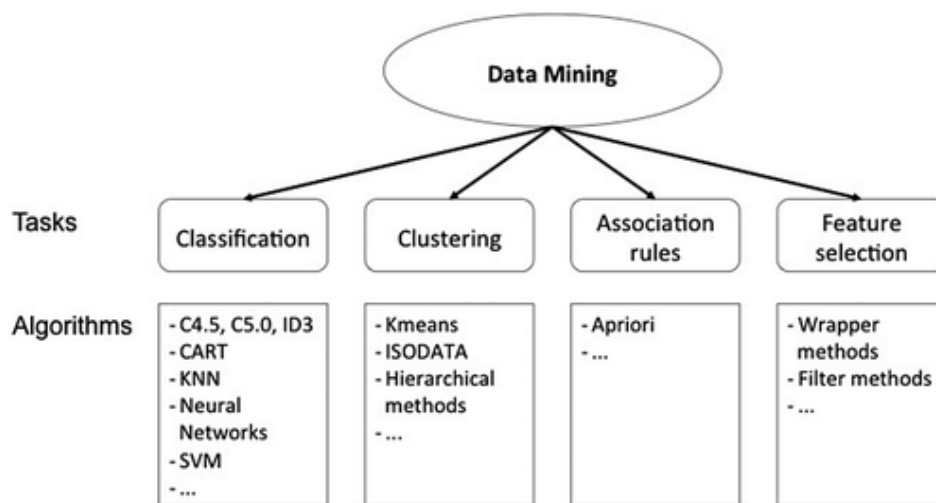 Data Mining
Tasks
Classification
Clustering
Association
rules
Feature
selection
Algorithms
- C4.5, C5.0, ID3
- CART
- KNN
- Neural
Networks
- SVM
- ...
- Kmeans
- ISODATA
- Hierarchical
methods
- ...
- Apriori
- ...
- Wrapper
methods
- Filter methods
- ...